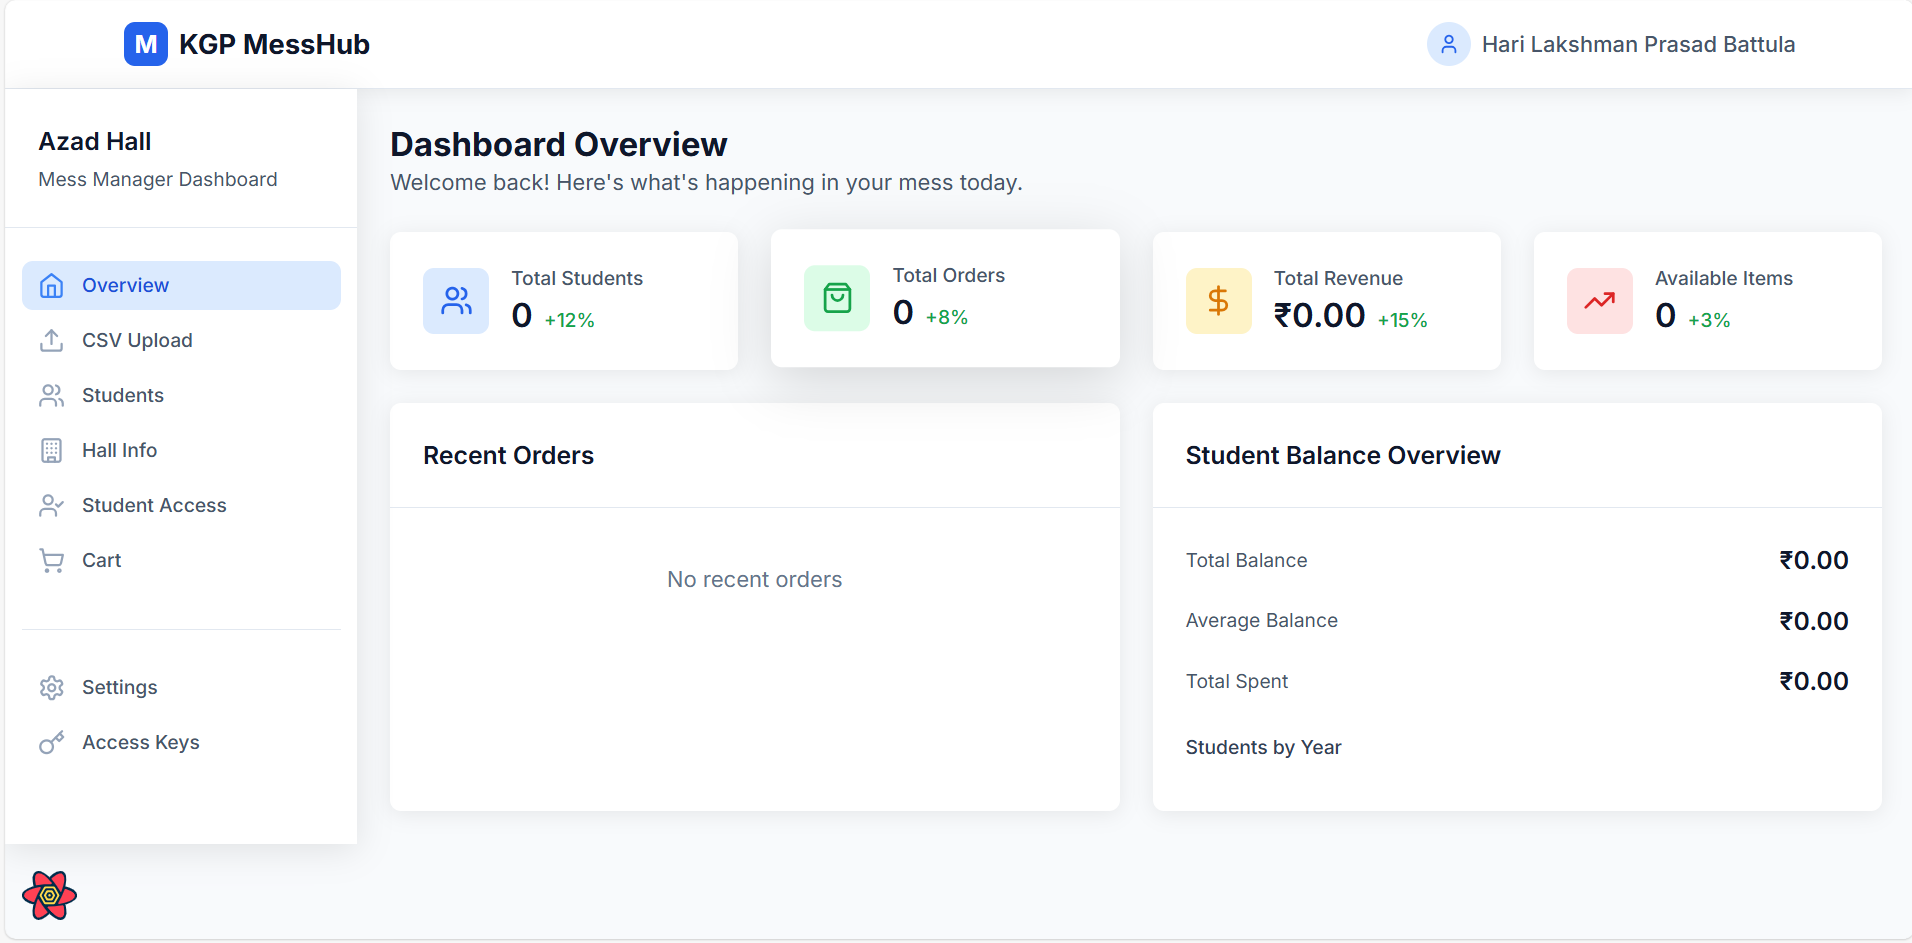 M KGP MessHub
Hari Lakshman Prasad Battula
Azad Hall
Mess Manager Dashboard
Overview
CSV Upload
Students
Hall Info
Student Access
Cart
Settings
Access Keys
Dashboard Overview
Welcome back! Here's what's happening in your mess today.
Total Students
0 +12%
Total Orders
0 +8%
Total Revenue
₹0.00 +15%
Available Items
0 +3%
Recent Orders
No recent orders
Student Balance Overview
Total Balance ₹0.00
Average Balance ₹0.00
Total Spent ₹0.00
Students by Year